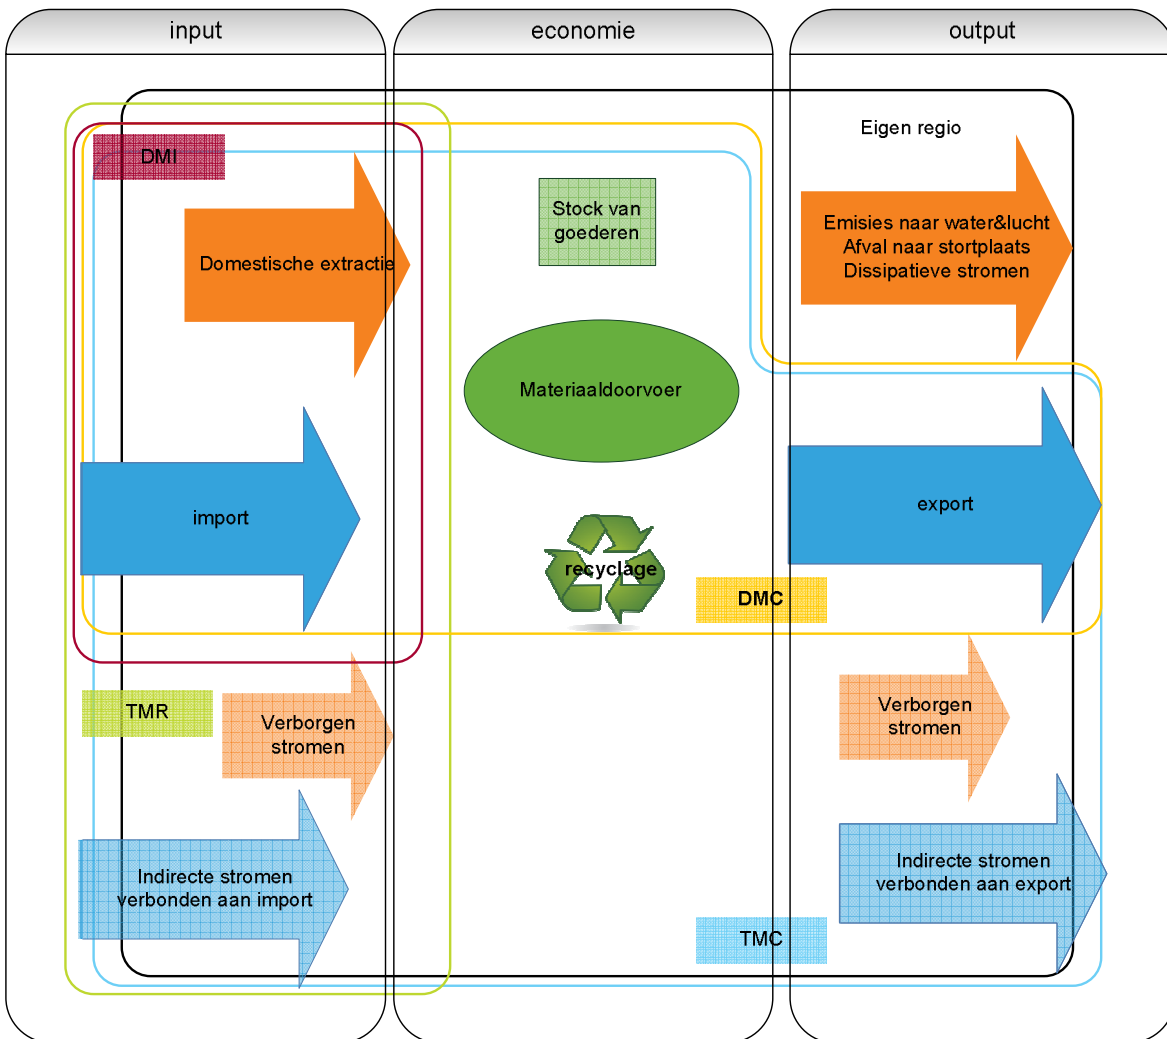 input
economie
output
Eigen regio
DMI
Domestische extractie
Stock van
goederen
Emisies naar water&lucht
Afval naar stortplaats
Dissipatieve stromen
Materiaaldoorvoer
import
export
recyclage
DMC
TMR
Verborgen
stromen
Verborgen
stromen
Indirecte stromen
verbonden aan import
Indirecte stromen
verbonden aan export
TMC